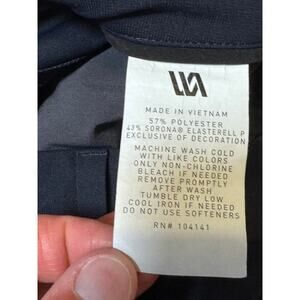 MADE IN VIETNAM
57% POLYESTER
43% SORONA® ELASTERELL P
EXCLUSIVE OF DECORATION
MACHINE WASH COLD
WITH LIKE COLORS
ONLY NON-CHLORINE
BLEACH IF NEEDED
REMOVE PROMPTLY
AFTER WASH
TUMBLE DRY LOW
COOL IRON IF NEEDED
DO NOT USE SOFTENERS
RN# 104141